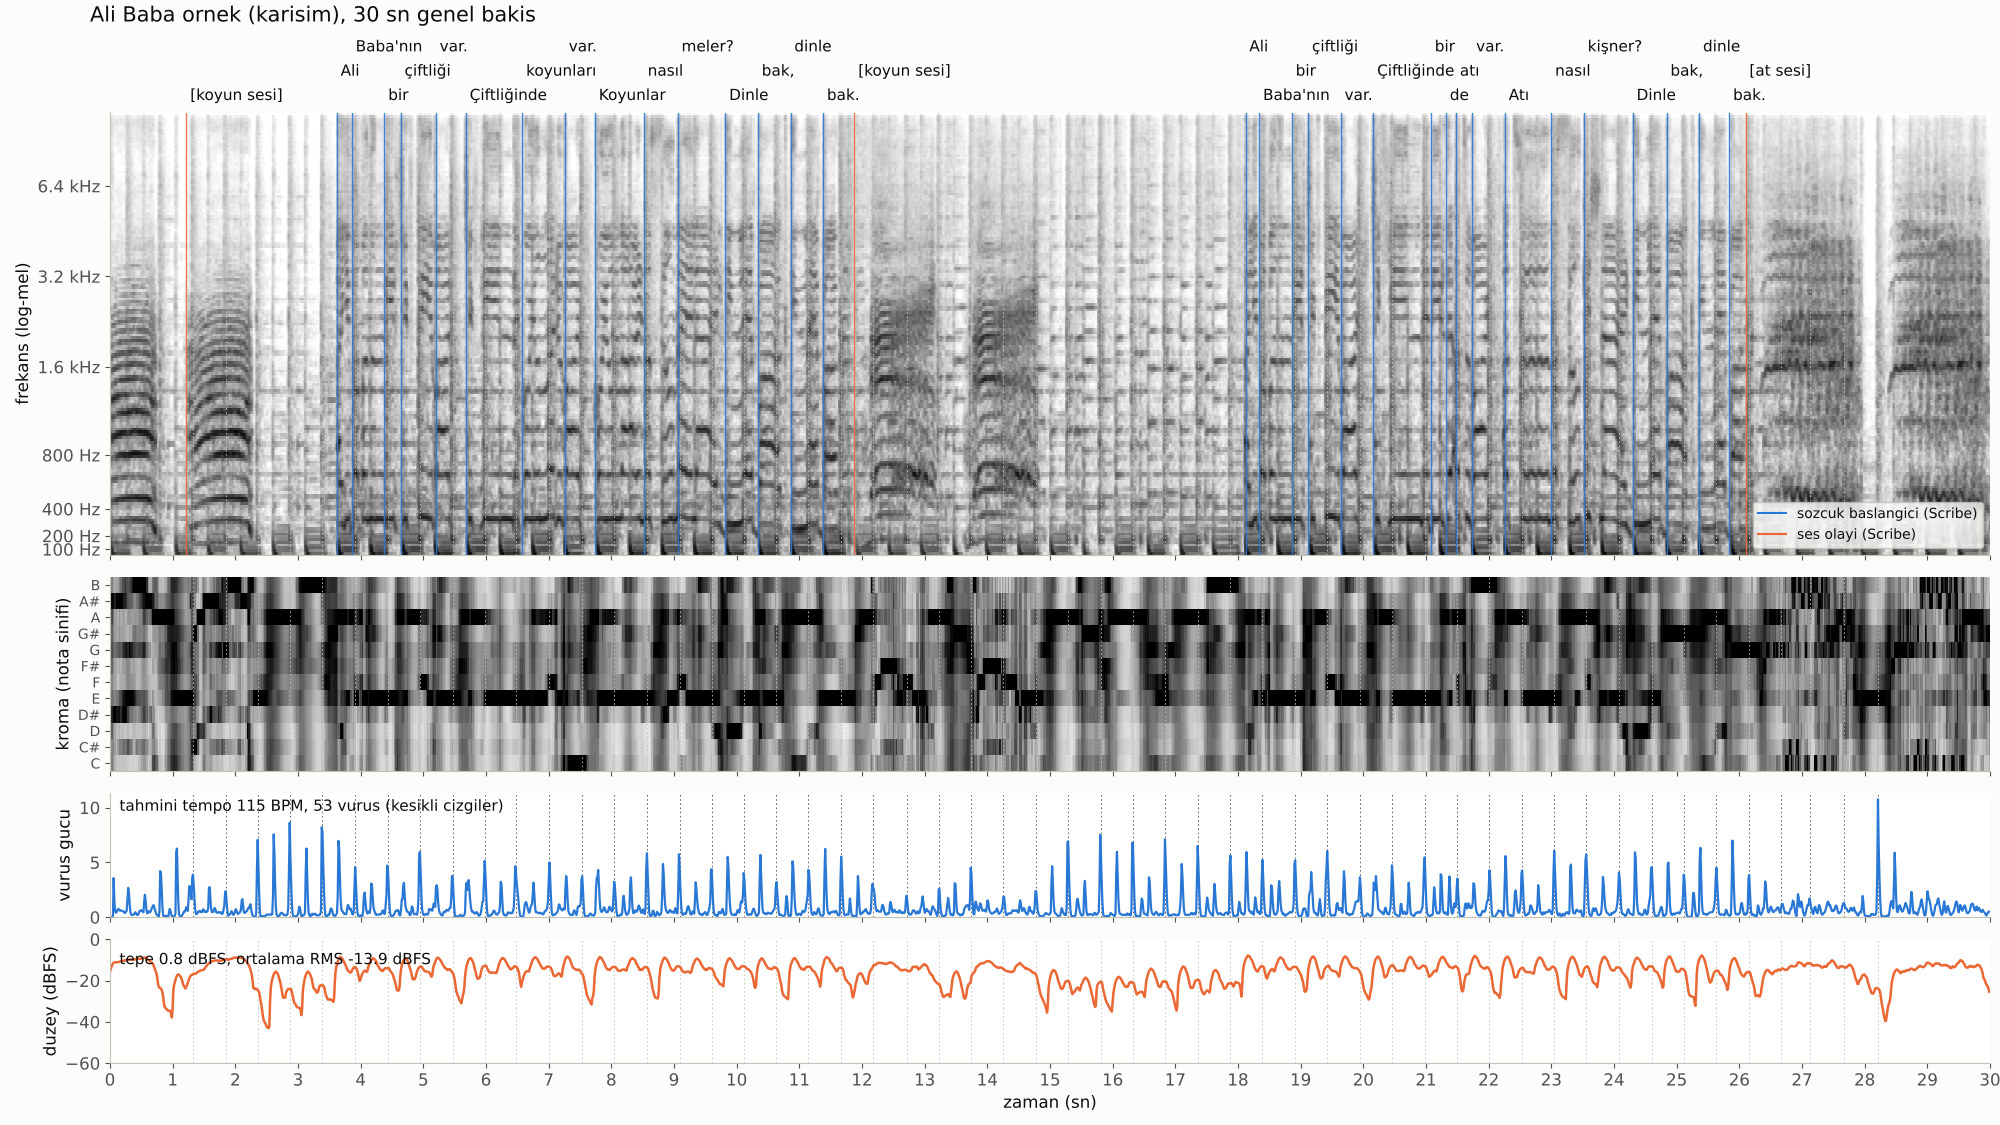 Ali Baba ornek (karisim), 30 sn genel bakis
Baba'nın var. var. meler? dinle Ali çiftliği bir var. kişner? dinle
Ali çiftliği koyunları nasıl bak, [koyun sesi] bir Çiftliğinde atı nasıl bak, [at sesi]
[koyun sesi] bir Çiftliğinde Koyunlar Dinle bak. Baba'nın var. de Atı Dinle bak.
frekans (log-mel)
6.4 kHz
3.2 kHz
1.6 kHz
800 Hz
400 Hz
200 Hz
100 Hz
sozcuk baslangici (Scribe)
ses olayi (Scribe)
kroma (nota sinifi)
B
A#
A
G#
G
F#
F
E
D#
D
C#
C
vurus gucu
10
5
0
tahmini tempo 115 BPM, 53 vurus (kesikli cizgiler)
duzey (dBFS)
0
−20
−40
−60
tepe 0.8 dBFS, ortalama RMS -13.9 dBFS
0 1 2 3 4 5 6 7 8 9 10 11 12 13 14 15 16 17 18 19 20 21 22 23 24 25 26 27 28 29 30
zaman (sn)